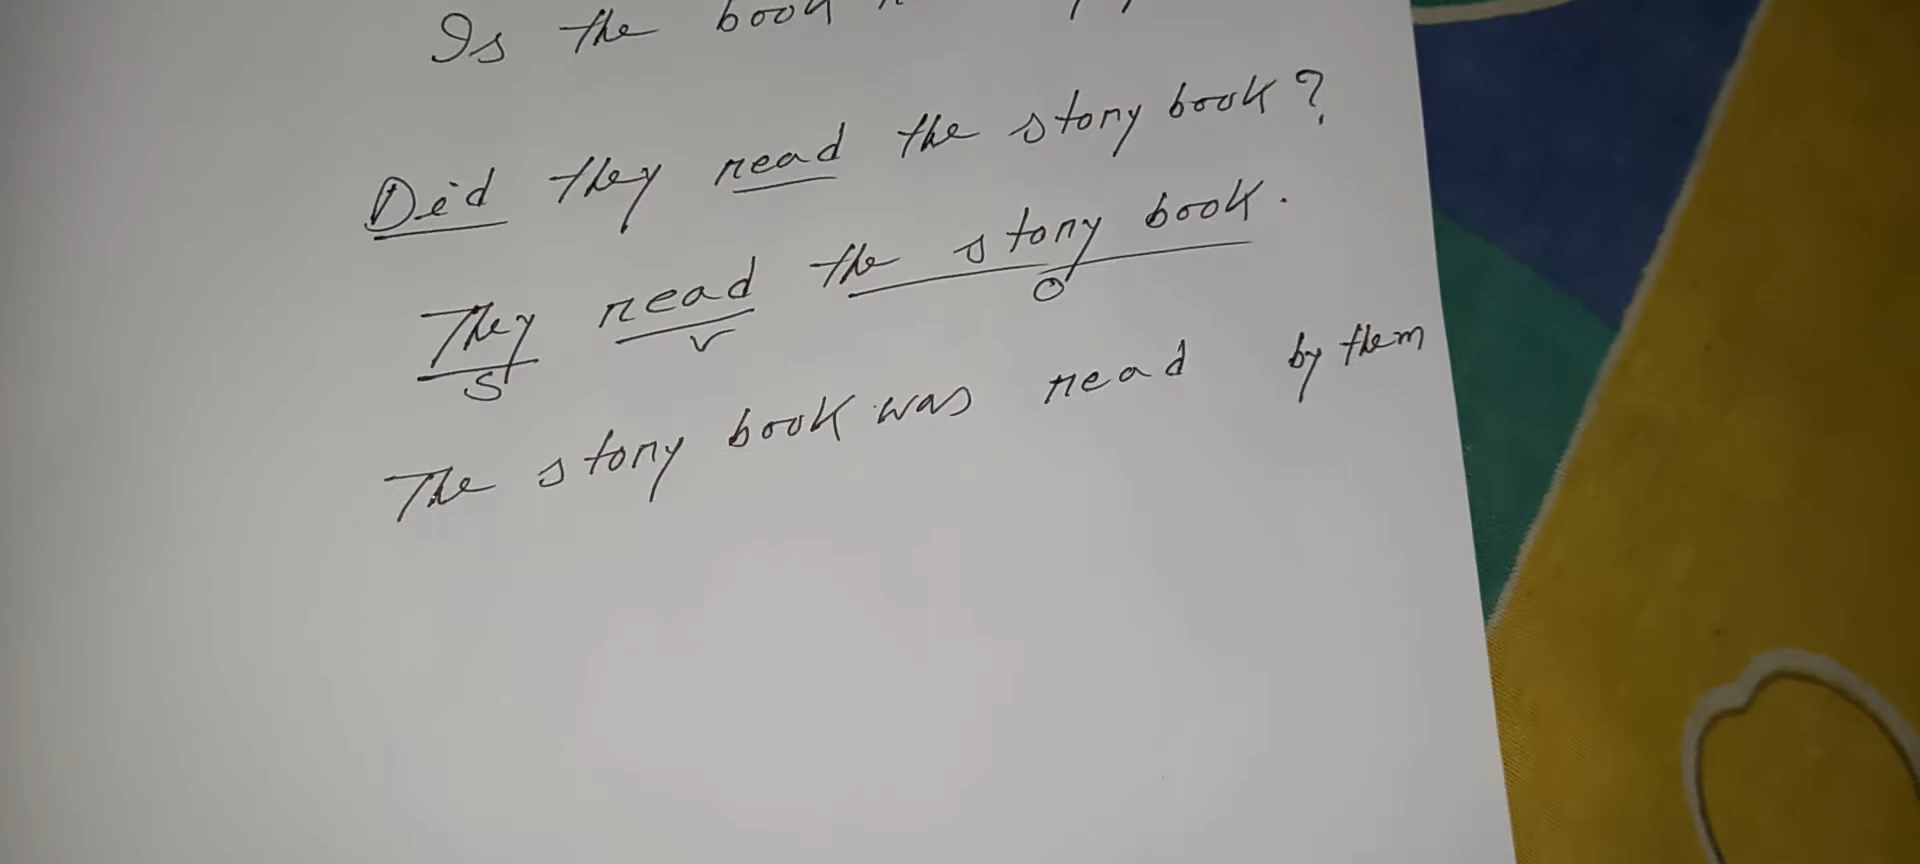 Is the book
Did they read the story book?
They read the story book.
S V O
The story book was read by them